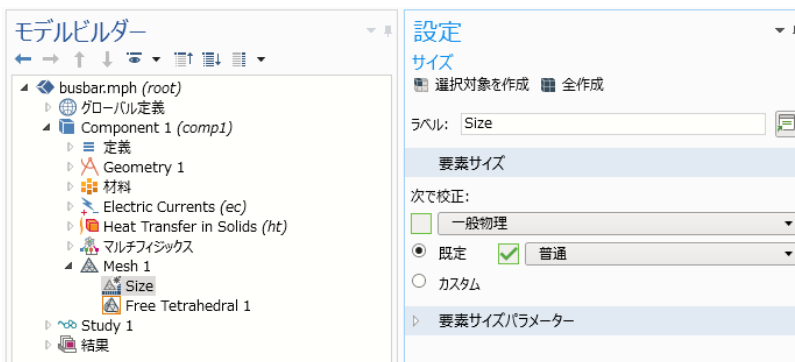 モデルビルダー
busbar.mph (root)
グローバル定義
Component 1 (comp1)
定義
Geometry 1
材料
Electric Currents (ec)
Heat Transfer in Solids (ht)
マルチフィジックス
Mesh 1
Size
Free Tetrahedral 1
Study 1
結果
設定
サイズ
選択対象を作成 全作成
ラベル: Size
要素サイズ
次で校正:
一般物理
既定 普通
カスタム
要素サイズパラメーター